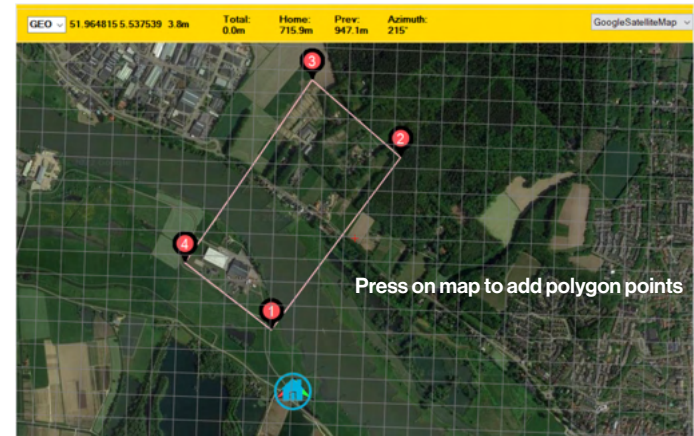 GEO 51.964815 5.537539 3.8m
Total: 0.0m
Home: 715.9m
Prev: 947.1m
Azimuth: 215°
GoogleSatelliteMap
3
2
4
1
Press on map to add polygon points